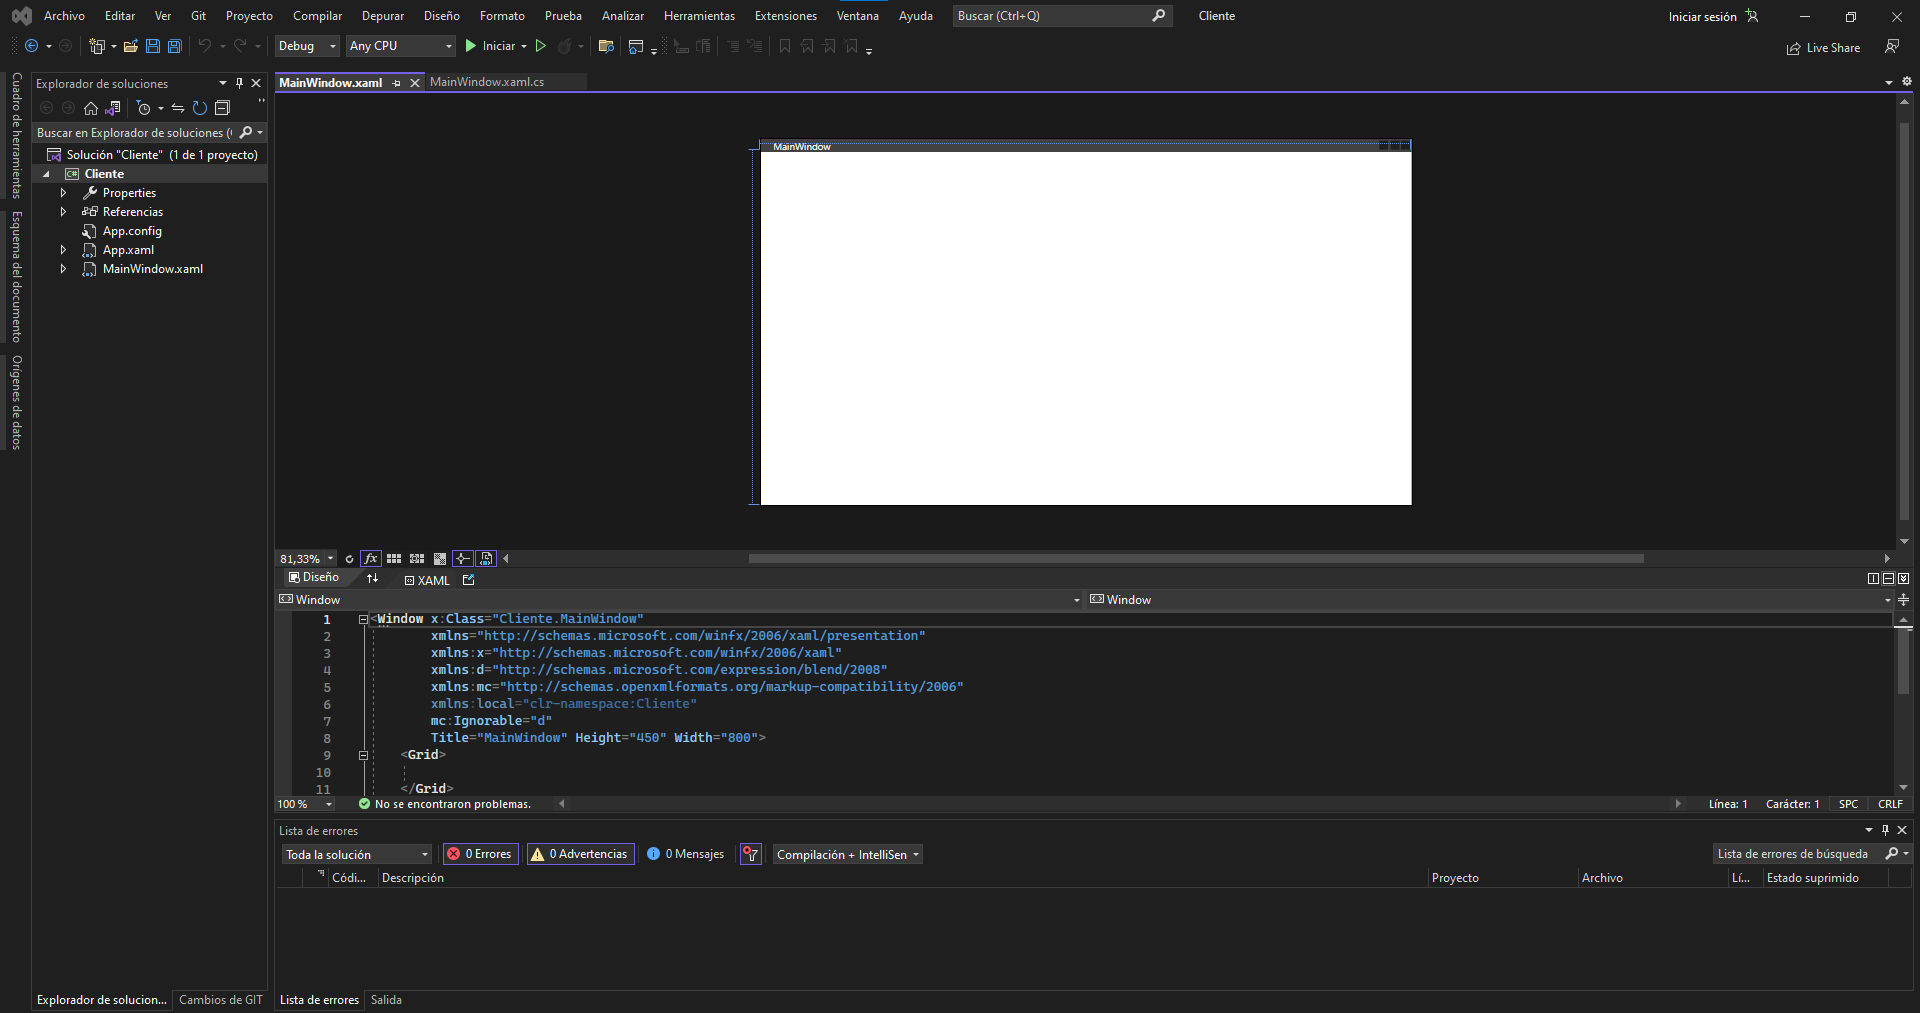 Archivo Editar Ver Git Proyecto Compilar Depurar Diseño Formato Prueba Analizar Herramientas Extensiones Ventana Ayuda Buscar (Ctrl+Q) Cliente Iniciar sesión
Debug Any CPU Iniciar Live Share
Cuadro de herramientas
Esquema del documento
Orígenes de datos
Explorador de soluciones
Buscar en Explorador de soluciones (
Solución "Cliente" (1 de 1 proyecto)
C# Cliente
Properties
Referencias
App.config
App.xaml
MainWindow.xaml
Explorador de solucion... Cambios de GIT
MainWindow.xaml MainWindow.xaml.cs
MainWindow
81,33% fx
Diseño XAML
Window Window
1 <Window x:Class="Cliente.MainWindow"
2 xmlns="http://schemas.microsoft.com/winfx/2006/xaml/presentation"
3 xmlns:x="http://schemas.microsoft.com/winfx/2006/xaml"
4 xmlns:d="http://schemas.microsoft.com/expression/blend/2008"
5 xmlns:mc="http://schemas.openxmlformats.org/markup-compatibility/2006"
6 xmlns:local="clr-namespace:Cliente"
7 mc:Ignorable="d"
8 Title="MainWindow" Height="450" Width="800">
9 <Grid>
10
11 </Grid>
100 % No se encontraron problemas. Línea: 1 Carácter: 1 SPC CRLF
Lista de errores
Toda la solución 0 Errores 0 Advertencias 0 Mensajes Compilación + IntelliSen Lista de errores de búsqueda
Códi... Descripción Proyecto Archivo Lí... Estado suprimido
Lista de errores Salida